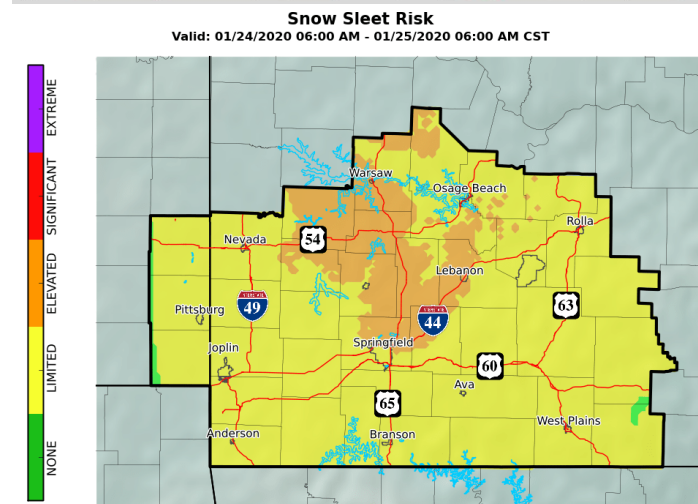 Snow Sleet Risk
Valid: 01/24/2020 06:00 AM - 01/25/2020 06:00 AM CST
EXTREME
SIGNIFICANT
ELEVATED
LIMITED
NONE
Warsaw
Osage Beach
Rolla
Nevada
54
Lebanon
49
63
Pittsburg
44
Joplin
Springfield
60
Ava
65
West Plains
Anderson
Branson